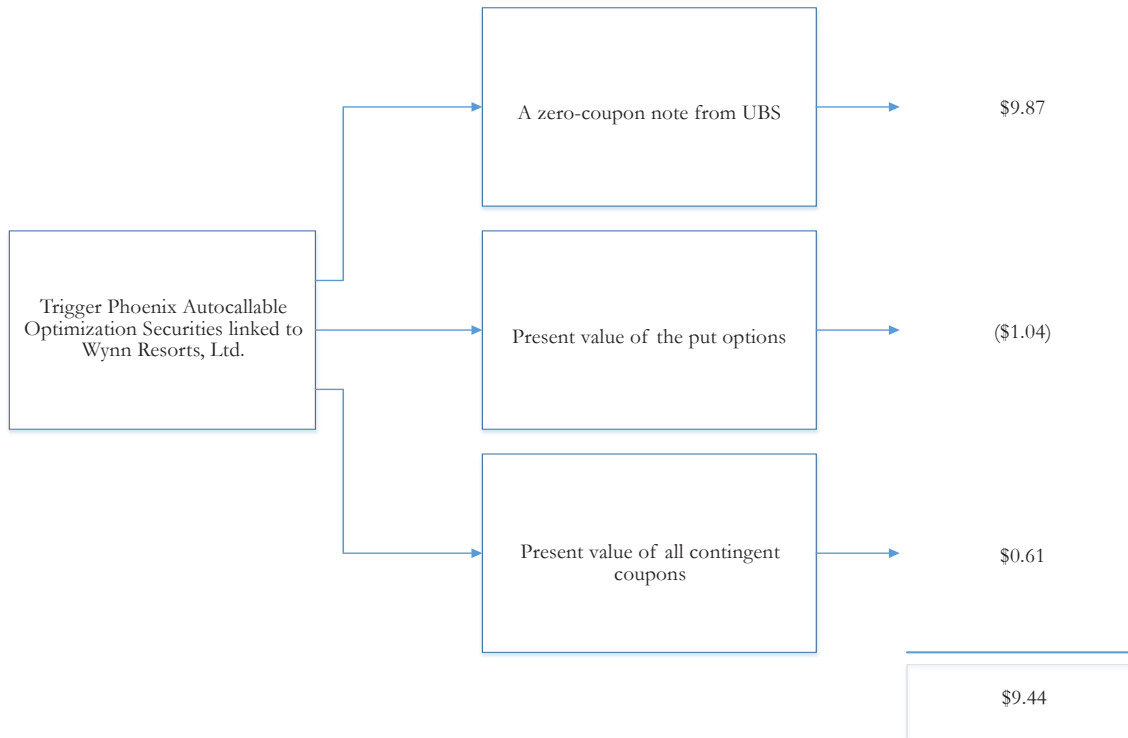 A zero-coupon note from UBS
$9.87
Trigger Phoenix Autocallable
Optimization Securities linked to
Wynn Resorts, Ltd.
Present value of the put options
($1.04)
Present value of all contingent
coupons
$0.61
$9.44